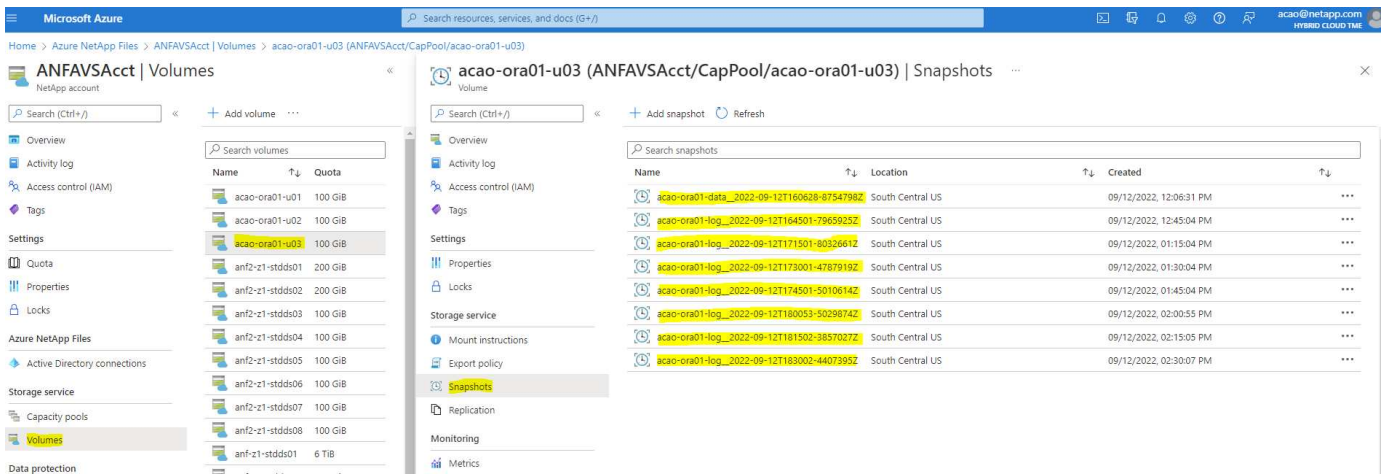 Microsoft Azure
Search resources, services, and docs (G+/)
acao@netapp.com
HYBRID CLOUD TME
Home > Azure NetApp Files > ANFAVSAcct | Volumes > acao-ora01-u03 (ANFAVSAcct/CapPool/acao-ora01-u03)
ANFAVSAcct | Volumes
NetApp account
Search (Ctrl+/)
Overview
Activity log
Access control (IAM)
Tags
Settings
Quota
Properties
Locks
Azure NetApp Files
Active Directory connections
Storage service
Capacity pools
Volumes
Data protection
+ Add volume ...
Search volumes
Name Quota
acao-ora01-u01 100 GiB
acao-ora01-u02 100 GiB
acao-ora01-u03 100 GiB
anf2-z1-stdds01 200 GiB
anf2-z1-stdds02 200 GiB
anf2-z1-stdds03 100 GiB
anf2-z1-stdds04 100 GiB
anf2-z1-stdds05 100 GiB
anf2-z1-stdds06 100 GiB
anf2-z1-stdds07 100 GiB
anf2-z1-stdds08 100 GiB
anf-z1-stdds01 6 TiB
acao-ora01-u03 (ANFAVSAcct/CapPool/acao-ora01-u03) | Snapshots ...
Volume
Search (Ctrl+/)
Overview
Activity log
Access control (IAM)
Tags
Settings
Properties
Locks
Storage service
Mount instructions
Export policy
Snapshots
Replication
Monitoring
Metrics
+ Add snapshot Refresh
Search snapshots
Name Location Created
acao-ora01-data__2022-09-12T160628-8754798Z South Central US 09/12/2022, 12:06:31 PM ...
acao-ora01-log__2022-09-12T164501-7965925Z South Central US 09/12/2022, 12:45:04 PM ...
acao-ora01-log__2022-09-12T171501-8032661Z South Central US 09/12/2022, 01:15:04 PM ...
acao-ora01-log__2022-09-12T173001-4787919Z South Central US 09/12/2022, 01:30:04 PM ...
acao-ora01-log__2022-09-12T174501-5010614Z South Central US 09/12/2022, 01:45:04 PM ...
acao-ora01-log__2022-09-12T180053-5029874Z South Central US 09/12/2022, 02:00:55 PM ...
acao-ora01-log__2022-09-12T181502-3857027Z South Central US 09/12/2022, 02:15:05 PM ...
acao-ora01-log__2022-09-12T183002-4407395Z South Central US 09/12/2022, 02:30:07 PM ...